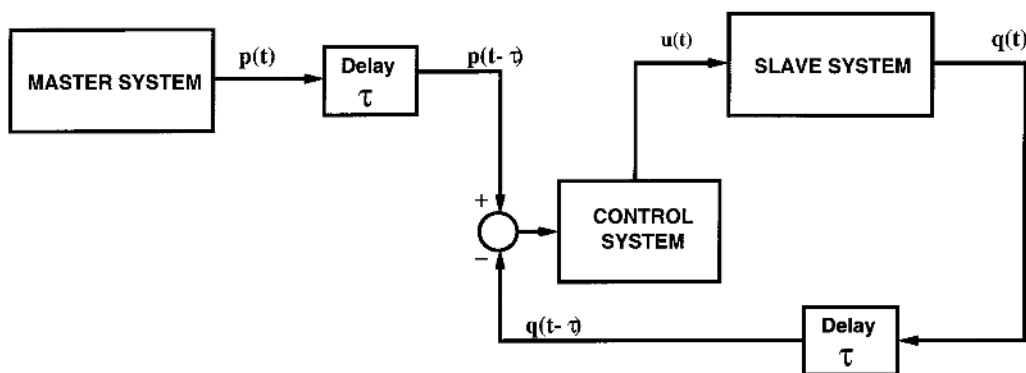 MASTER SYSTEM
p(t)
Delay
τ
p(t- τ)
u(t)
SLAVE SYSTEM
q(t)
+
−
CONTROL
SYSTEM
q(t- τ)
Delay
τ